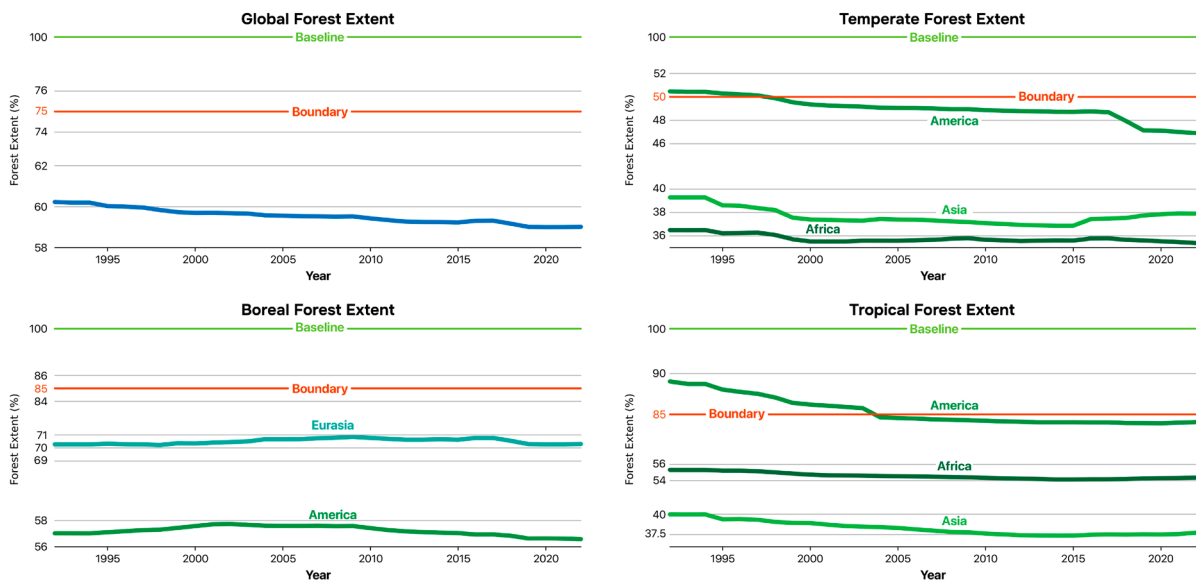 Global Forest Extent
100
Baseline
76
75
Boundary
74
62
60
58
Forest Extent (%)
1995 2000 2005 2010 2015 2020
Year
Temperate Forest Extent
100
Baseline
52
50
Boundary
48
America
46
40
Asia
38
Africa
36
Forest Extent (%)
1995 2000 2005 2010 2015 2020
Year
Boreal Forest Extent
100
Baseline
86
85
Boundary
84
Eurasia
71
70
69
America
58
56
Forest Extent (%)
1995 2000 2005 2010 2015 2020
Year
Tropical Forest Extent
100
Baseline
90
America
85
Boundary
56
Africa
54
40
Asia
37.5
Forest Extent (%)
1995 2000 2005 2010 2015 2020
Year